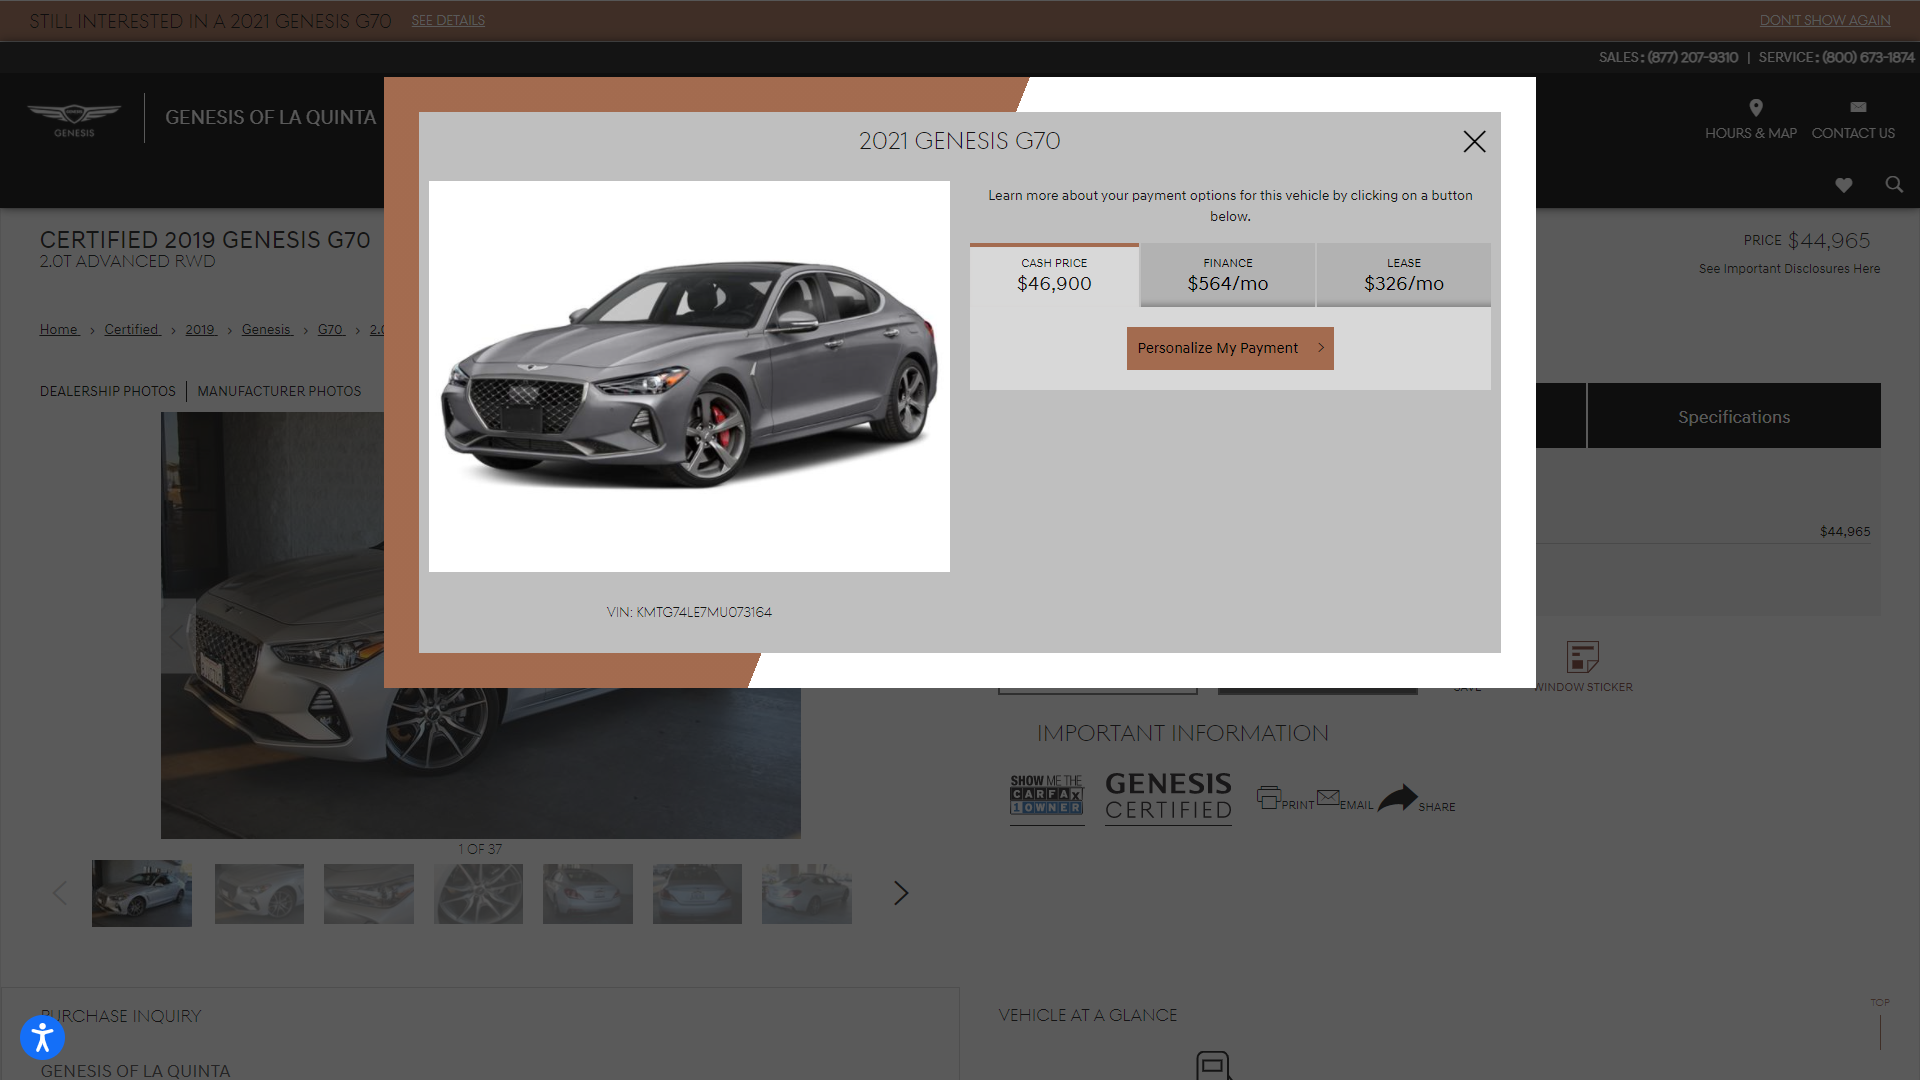 STILL INTERESTED IN A 2021 GENESIS G70 SEE DETAILS DON'T SHOW AGAIN
SALES: (877) 207-9310 | SERVICE: (800) 673-1874
GENESIS
GENESIS OF LA QUINTA
HOURS & MAP
CONTACT US
2021 GENESIS G70
Learn more about your payment options for this vehicle by clicking on a button
below.
CASH PRICE
$46,900
FINANCE
$564/mo
LEASE
$326/mo
Personalize My Payment
VIN: KMTG74LE7MU073164
CERTIFIED 2019 GENESIS G70
2.0T ADVANCED RWD
PRICE $44,965
See Important Disclosures Here
Home > Certified > 2019 > Genesis > G70 >
DEALERSHIP PHOTOS | MANUFACTURER PHOTOS
Specifications
$44,965
SAVE
WINDOW STICKER
IMPORTANT INFORMATION
SHOW ME THE
CARFAX
1 OWNER
GENESIS
CERTIFIED
PRINT
EMAIL
SHARE
1 OF 37
PURCHASE INQUIRY
GENESIS OF LA QUINTA
VEHICLE AT A GLANCE
TOP